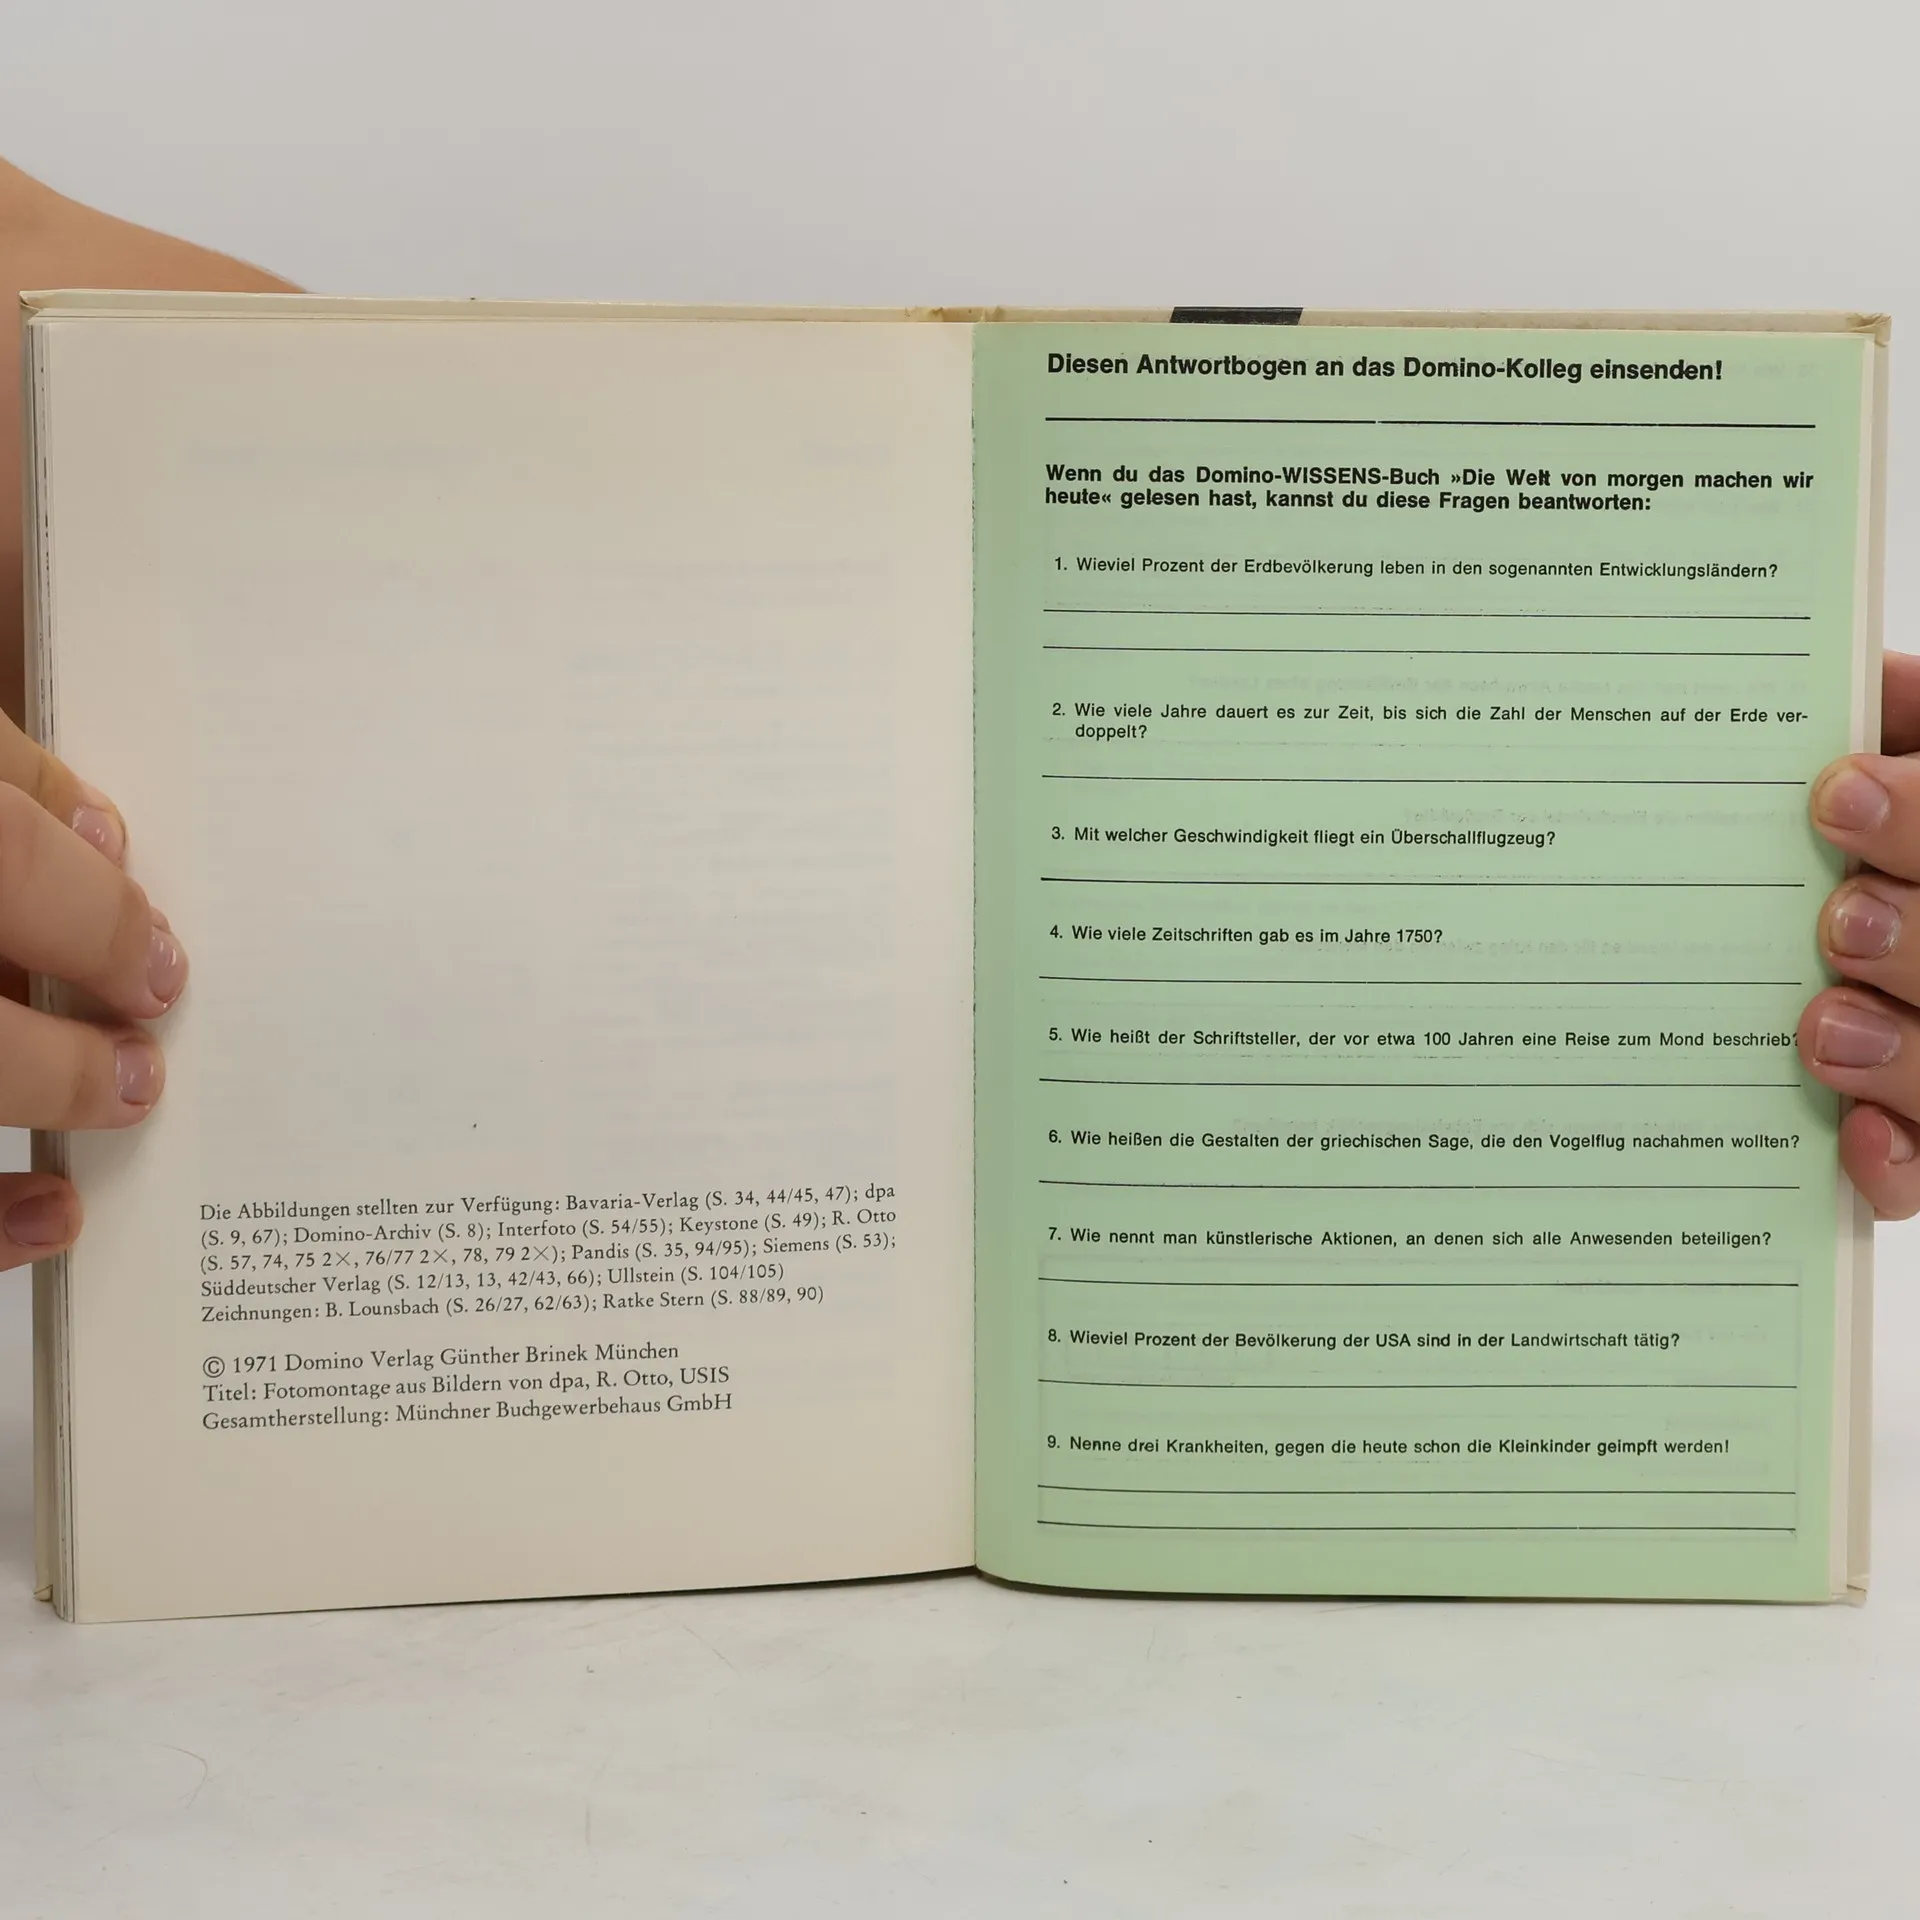 Die Abbildungen stellten zur Verfügung: Bavaria-Verlag (S. 34, 44/45, 47); dpa
(S. 9, 67); Domino-Archiv (S. 8); Interfoto (S. 54/55); Keystone (S. 49); R. Otto
(S. 57, 74, 75 2×, 76/77 2×, 78, 79 2×); Pandis (S. 35, 94/95); Siemens (S. 53);
Süddeutscher Verlag (S. 12/13, 13, 42/43, 66); Ullstein (S. 104/105)
Zeichnungen: B. Lounsbach (S. 26/27, 62/63); Ratke Stern (S. 88/89, 90)
© 1971 Domino Verlag Günther Brinek München
Titel: Fotomontage aus Bildern von dpa, R. Otto, USIS
Gesamtherstellung: Münchner Buchgewerbehaus GmbH
Diesen Antwortbogen an das Domino-Kolleg einsenden!
Wenn du das Domino-WISSENS-Buch »Die Welt von morgen machen wir
heute« gelesen hast, kannst du diese Fragen beantworten:
1. Wieviel Prozent der Erdbevölkerung leben in den sogenannten Entwicklungsländern?
2. Wie viele Jahre dauert es zur Zeit, bis sich die Zahl der Menschen auf der Erde ver-
doppelt?
3. Mit welcher Geschwindigkeit fliegt ein Überschallflugzeug?
4. Wie viele Zeitschriften gab es im Jahre 1750?
5. Wie heißt der Schriftsteller, der vor etwa 100 Jahren eine Reise zum Mond beschrieb?
6. Wie heißen die Gestalten der griechischen Sage, die den Vogelflug nachahmen wollten?
7. Wie nennt man künstlerische Aktionen, an denen sich alle Anwesenden beteiligen?
8. Wieviel Prozent der Bevölkerung der USA sind in der Landwirtschaft tätig?
9. Nenne drei Krankheiten, gegen die heute schon die Kleinkinder geimpft werden!